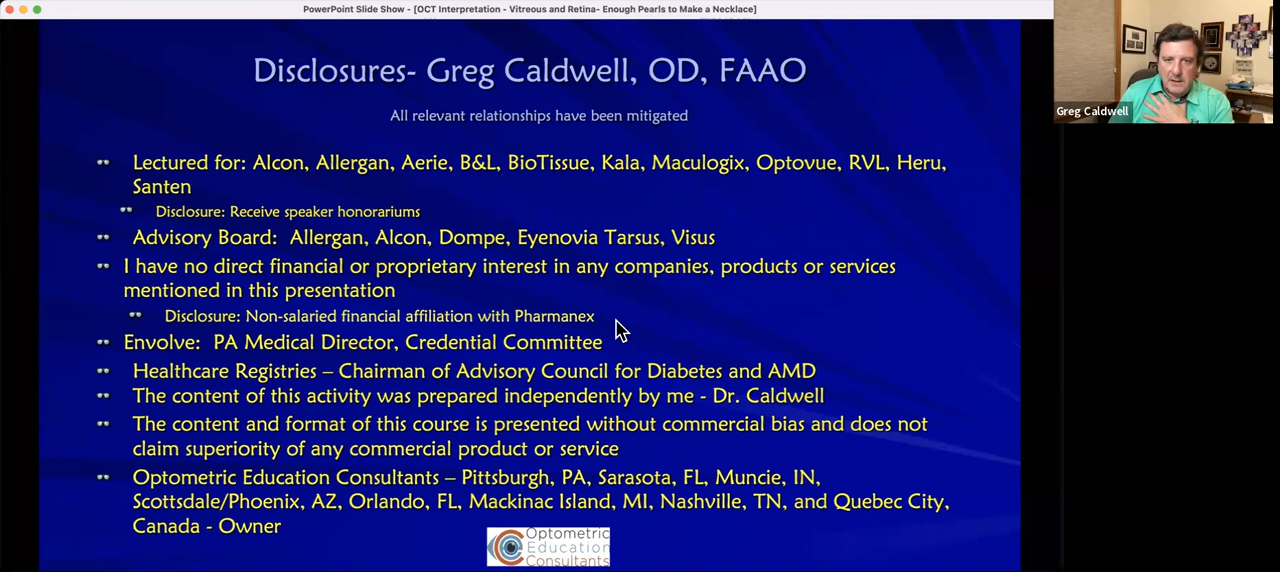 PowerPoint Slide Show - [OCT Interpretation - Vitreous and Retina- Enough Pearls to Make a Necklace]
Disclosures- Greg Caldwell, OD, FAAO
All relevant relationships have been mitigated
Lectured for: Alcon, Allergan, Aerie, B&L, BioTissue, Kala, Maculogix, Optovue, RVL, Heru,
Santen
Disclosure: Receive speaker honorariums
Advisory Board: Allergan, Alcon, Dompe, Eyenovia Tarsus, Visus
I have no direct financial or proprietary interest in any companies, products or services
mentioned in this presentation
Disclosure: Non-salaried financial affiliation with Pharmanex
Envolve: PA Medical Director, Credential Committee
Healthcare Registries – Chairman of Advisory Council for Diabetes and AMD
The content of this activity was prepared independently by me - Dr. Caldwell
The content and format of this course is presented without commercial bias and does not
claim superiority of any commercial product or service
Optometric Education Consultants – Pittsburgh, PA, Sarasota, FL, Muncie, IN,
Scottsdale/Phoenix, AZ, Orlando, FL, Mackinac Island, MI, Nashville, TN, and Quebec City,
Canada - Owner
Optometric
Education
Consultants
Greg Caldwell